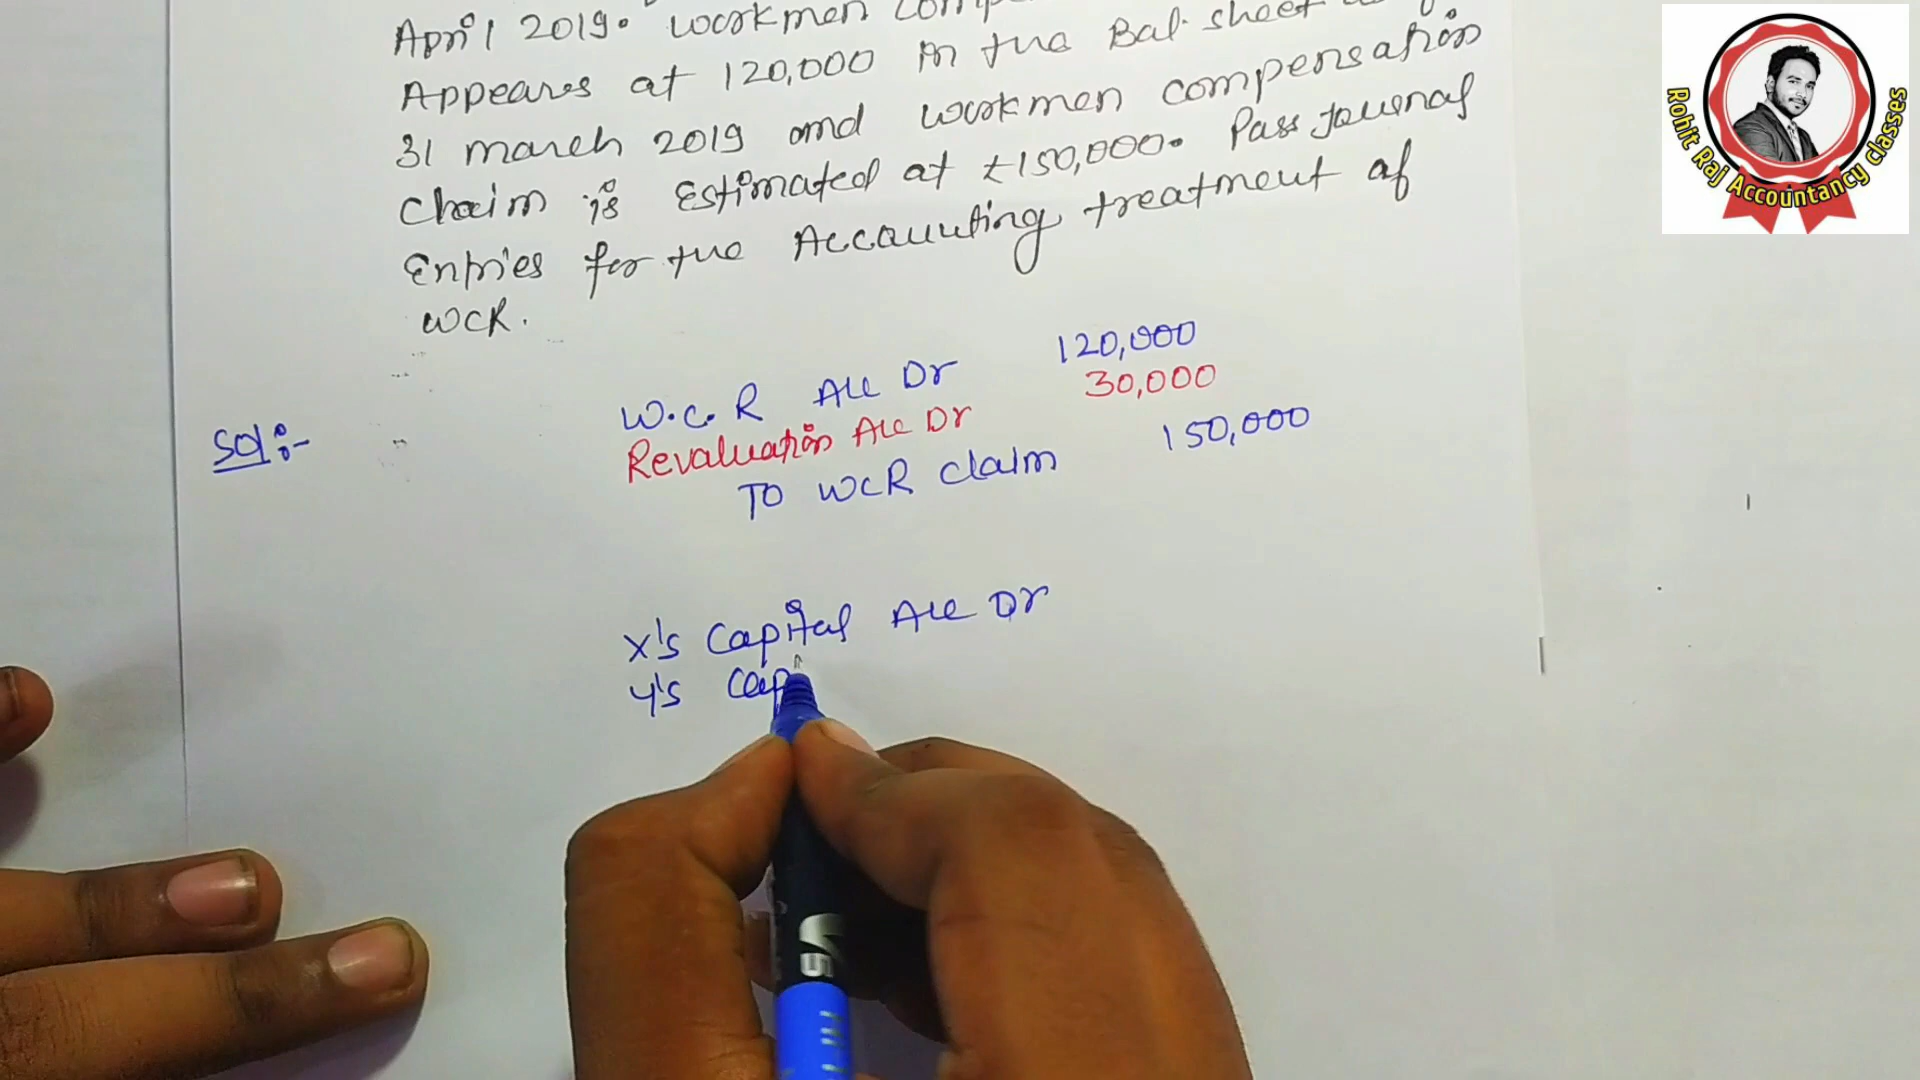 April 2019. Workmen
Appears at 120,000 in the Bal. sheet
31 march 2019 and workmen compensation
claim is Estimated at ₹150,000. Pass Journal
Entries for the Accounting treatment of
WCR.
Sol:-
W.C.R A/c Dr 120,000
Revaluation A/c Dr 30,000
To WCR claim 150,000
X's Capital A/c Dr
Y's Cap
V5
Rohit Raj Accountancy classes